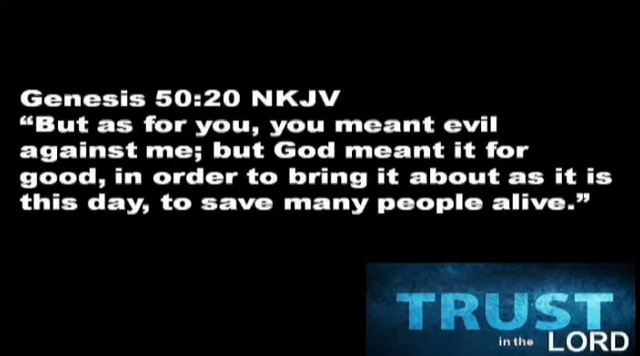 Genesis 50:20 NKJV
“But as for you, you meant evil
against me; but God meant it for
good, in order to bring it about as it is
this day, to save many people alive.”
TRUST
in the LORD